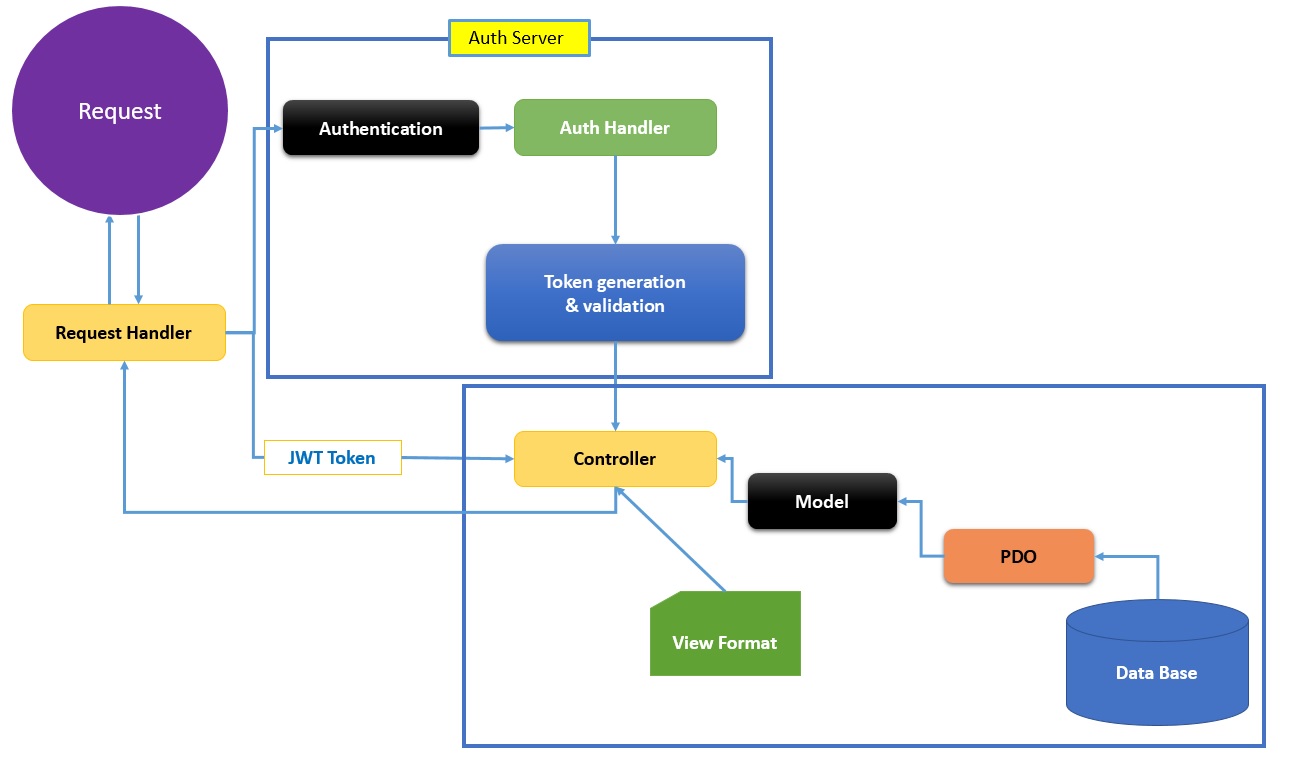 Request
Auth Server
Authentication
Auth Handler
Token generation
& validation
Request Handler
JWT Token
Controller
Model
PDO
View Format
Data Base